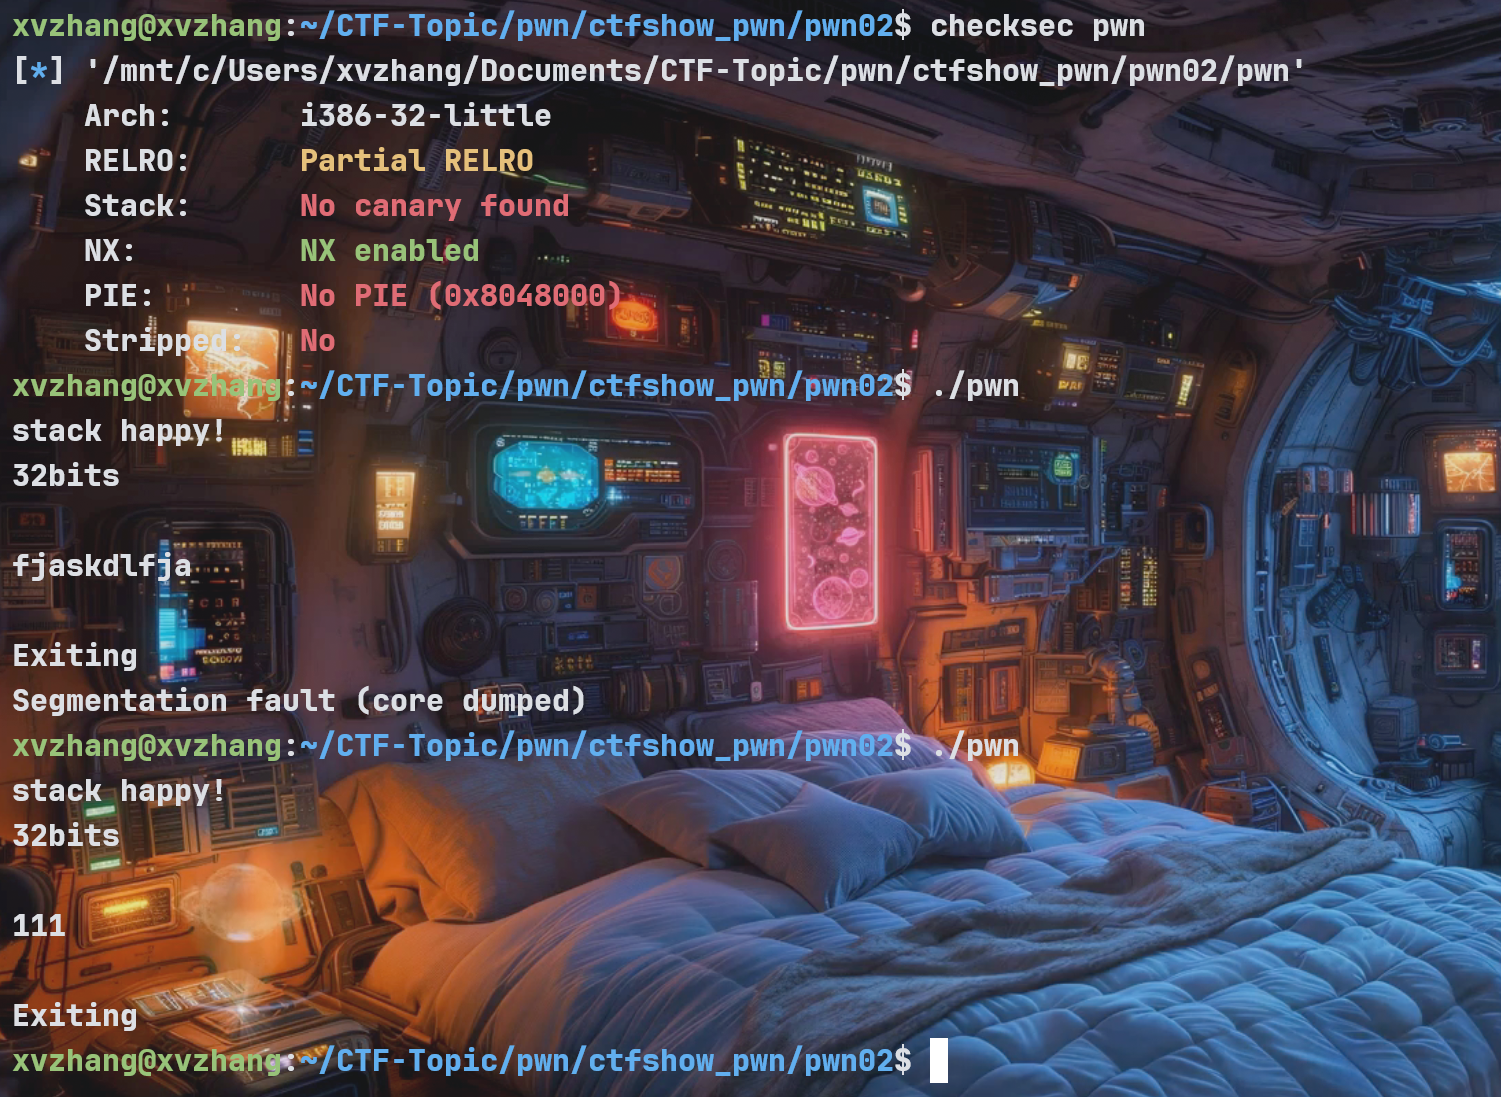 xvzhang@xvzhang:~/CTF-Topic/pwn/ctfshow_pwn/pwn02$ checksec pwn
[*] '/mnt/c/Users/xvzhang/Documents/CTF-Topic/pwn/ctfshow_pwn/pwn02/pwn'
    Arch:       i386-32-little
    RELRO:      Partial RELRO
    Stack:      No canary found
    NX:         NX enabled
    PIE:        No PIE (0x8048000)
    Stripped:   No
xvzhang@xvzhang:~/CTF-Topic/pwn/ctfshow_pwn/pwn02$ ./pwn
stack happy!
32bits
fjaskdlfja
Exiting
Segmentation fault (core dumped)
xvzhang@xvzhang:~/CTF-Topic/pwn/ctfshow_pwn/pwn02$ ./pwn
stack happy!
32bits
111
Exiting
xvzhang@xvzhang:~/CTF-Topic/pwn/ctfshow_pwn/pwn02$